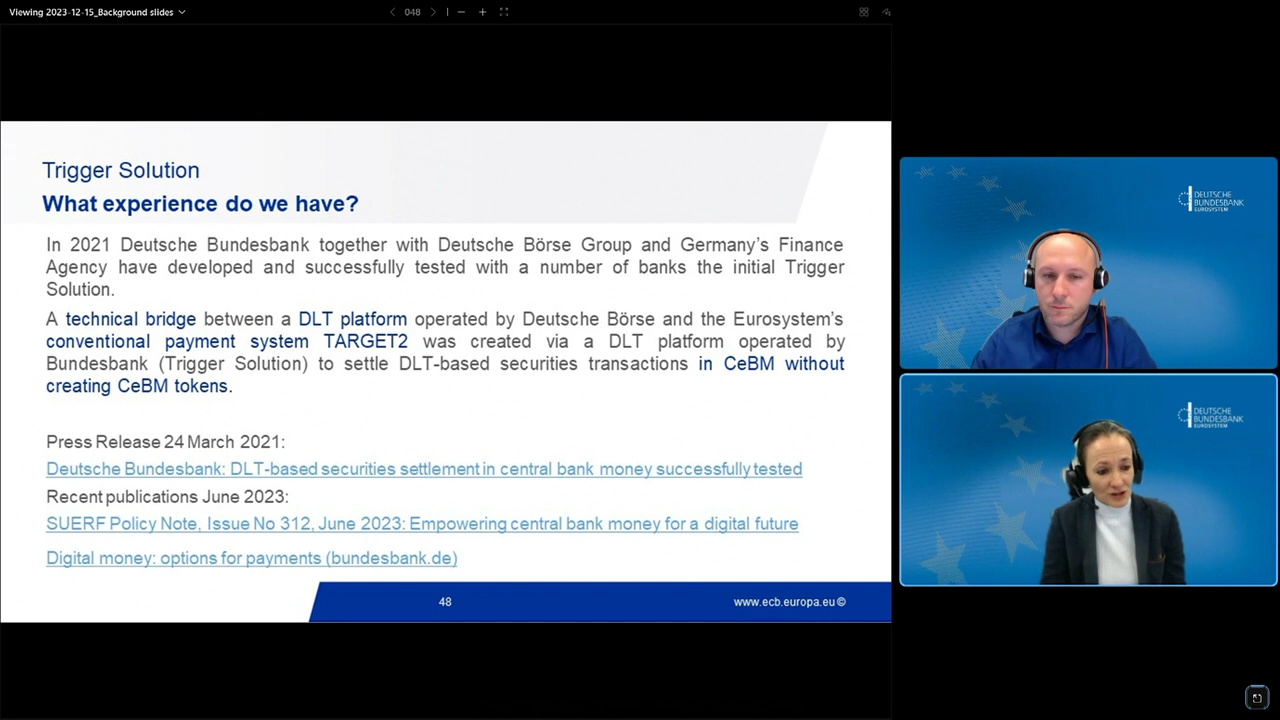 Viewing 2023-12-15_Background slides
048
Trigger Solution
What experience do we have?
In 2021 Deutsche Bundesbank together with Deutsche Börse Group and Germany's Finance
Agency have developed and successfully tested with a number of banks the initial Trigger
Solution.
A technical bridge between a DLT platform operated by Deutsche Börse and the Eurosystem's
conventional payment system TARGET2 was created via a DLT platform operated by
Bundesbank (Trigger Solution) to settle DLT-based securities transactions in CeBM without
creating CeBM tokens.
Press Release 24 March 2021:
Deutsche Bundesbank: DLT-based securities settlement in central bank money successfully tested
Recent publications June 2023:
SUERF Policy Note, Issue No 312, June 2023: Empowering central bank money for a digital future
Digital money: options for payments (bundesbank.de)
48
www.ecb.europa.eu ©
DEUTSCHE
BUNDESBANK
EUROSYSTEM
DEUTSCHE
BUNDESBANK
EUROSYSTEM